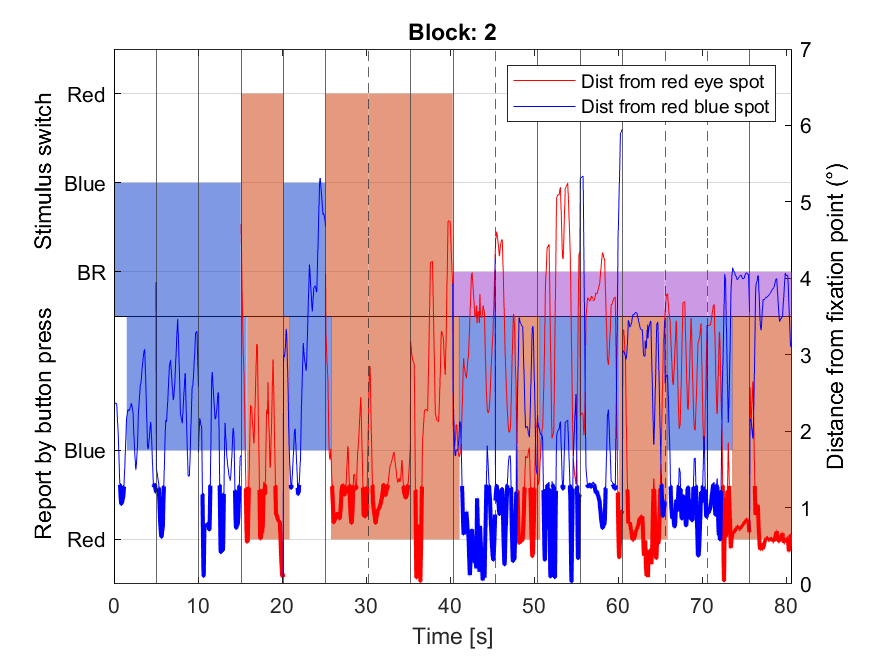 Block: 2
Dist from red eye spot
Dist from red blue spot
Stimulus switch
Report by button press
Red
Blue
BR
Blue
Red
7
6
5
4
3
2
1
0
Distance from fixation point (°)
0 10 20 30 40 50 60 70 80
Time [s]